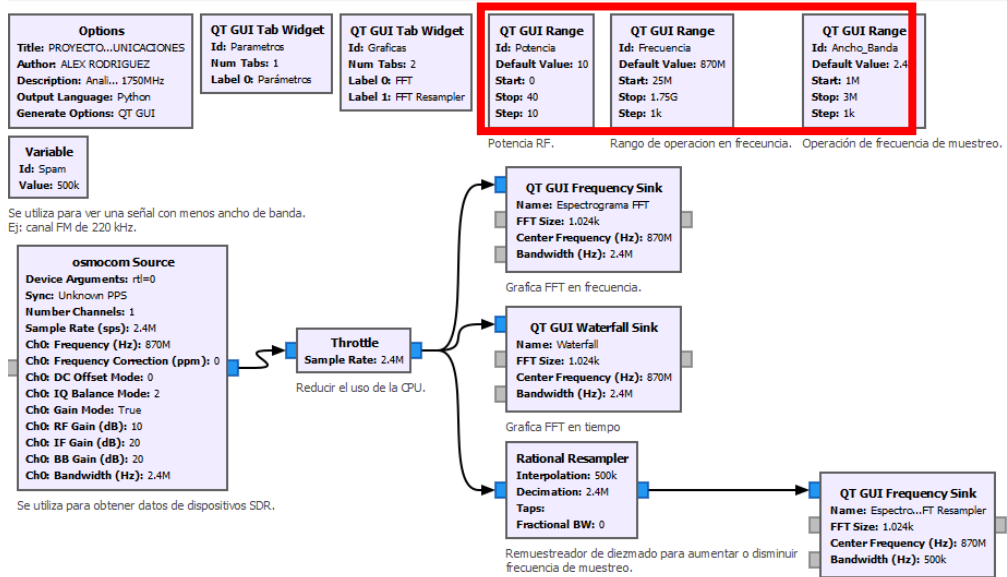 Options
Title: PROYECTO...UNICACIONES
Author: ALEX RODRIGUEZ
Description: Anali... 1750MHz
Output Language: Python
Generate Options: QT GUI
QT GUI Tab Widget
Id: Parametros
Num Tabs: 1
Label 0: Parámetros
QT GUI Tab Widget
Id: Graficas
Num Tabs: 2
Label 0: FFT
Label 1: FFT Resampler
QT GUI Range
Id: Potencia
Default Value: 10
Start: 0
Stop: 40
Step: 10
Potencia RF.
QT GUI Range
Id: Frecuencia
Default Value: 870M
Start: 25M
Stop: 1.75G
Step: 1k
Rango de operacion en freceuncia.
QT GUI Range
Id: Ancho_Banda
Default Value: 2.4
Start: 1M
Stop: 3M
Step: 1k
Operación de frecuencia de muestreo.
Variable
Id: Spam
Value: 500k
Se utiliza para ver una señal con menos ancho de banda.
Ej: canal FM de 220 kHz.
osmocom Source
Device Arguments: rtl=0
Sync: Unknown PPS
Number Channels: 1
Sample Rate (sps): 2.4M
Ch0: Frequency (Hz): 870M
Ch0: Frequency Correction (ppm): 0
Ch0: DC Offset Mode: 0
Ch0: IQ Balance Mode: 2
Ch0: Gain Mode: True
Ch0: RF Gain (dB): 10
Ch0: IF Gain (dB): 20
Ch0: BB Gain (dB): 20
Ch0: Bandwidth (Hz): 2.4M
Se utiliza para obtener datos de dispositivos SDR.
Throttle
Sample Rate: 2.4M
Reducir el uso de la CPU.
QT GUI Frequency Sink
Name: Espectrograma FFT
FFT Size: 1.024k
Center Frequency (Hz): 870M
Bandwidth (Hz): 2.4M
Grafica FFT en frecuencia.
QT GUI Waterfall Sink
Name: Waterfall
FFT Size: 1.024k
Center Frequency (Hz): 870M
Bandwidth (Hz): 2.4M
Grafica FFT en tiempo
Rational Resampler
Interpolation: 500k
Decimation: 2.4M
Taps:
Fractional BW: 0
Remuestreador de diezmado para aumentar o disminuir
frecuencia de muestreo.
QT GUI Frequency Sink
Name: Espectro...FT Resampler
FFT Size: 1.024k
Center Frequency (Hz): 870M
Bandwidth (Hz): 500k